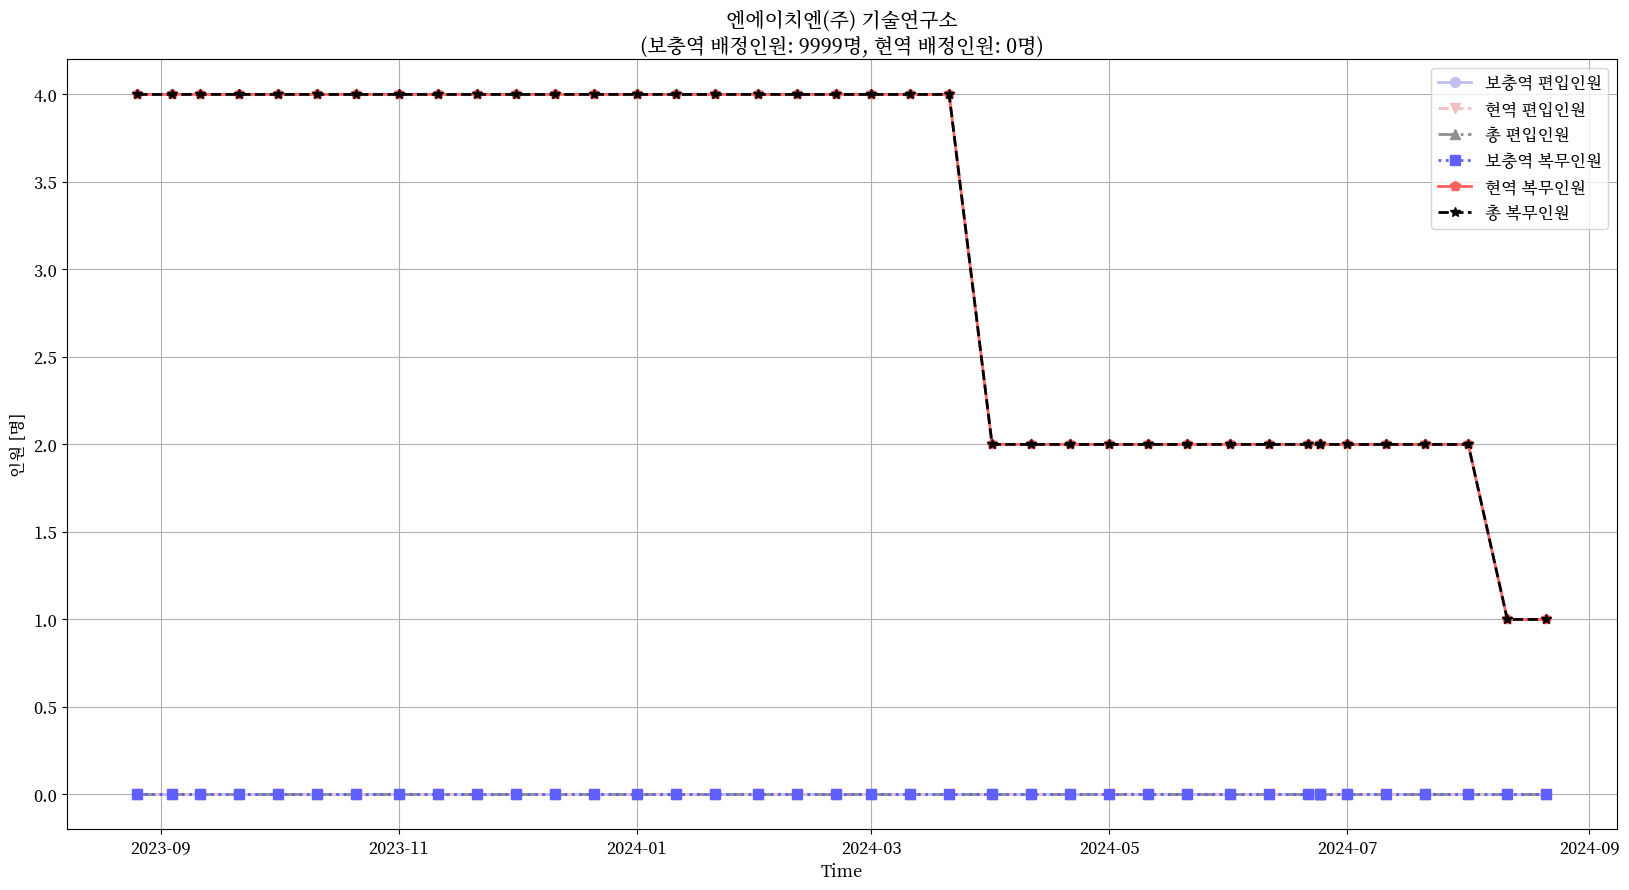 엔에이치엔(주) 기술연구소
(보충역 배정인원: 9999명, 현역 배정인원: 0명)
보충역 편입인원
현역 편입인원
총 편입인원
보충역 복무인원
현역 복무인원
총 복무인원
인원 [명]
4.0
3.5
3.0
2.5
2.0
1.5
1.0
0.5
0.0
2023-09
2023-11
2024-01
2024-03
2024-05
2024-07
2024-09
Time